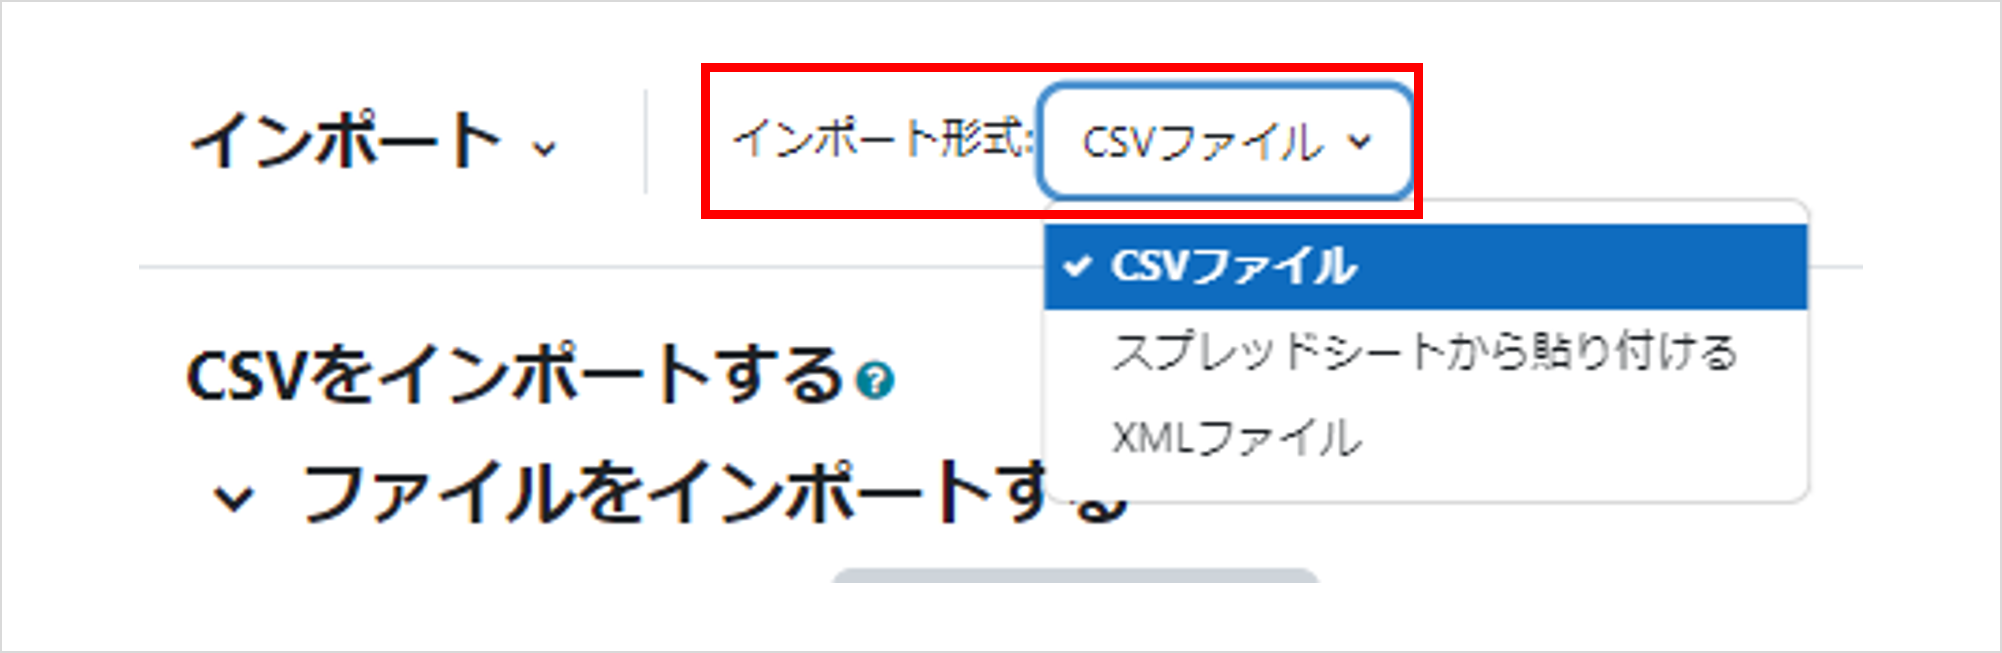 インポート
インポート形式: CSVファイル
CSVファイル
スプレッドシートから貼り付ける
XMLファイル
CSVをインポートする
ファイルをインポートする